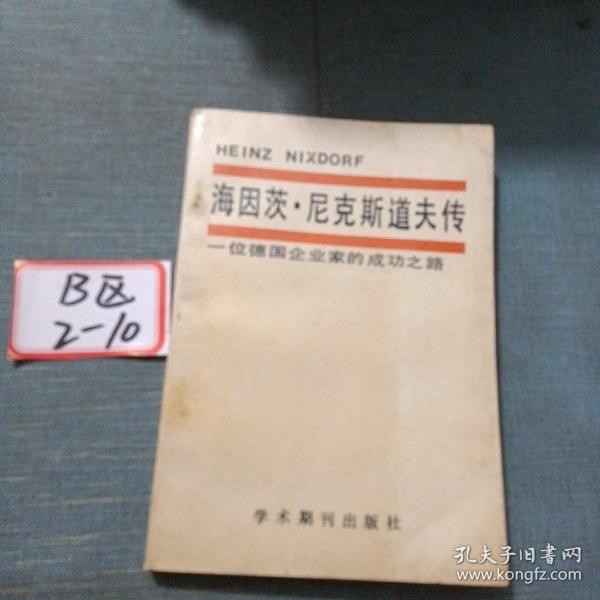 HEINZ NIXDORF
海因茨·尼克斯道夫传
一位德国企业家的成功之路
B区
2-10
学术期刊出版社
孔夫子旧书网
www.kongfz.com